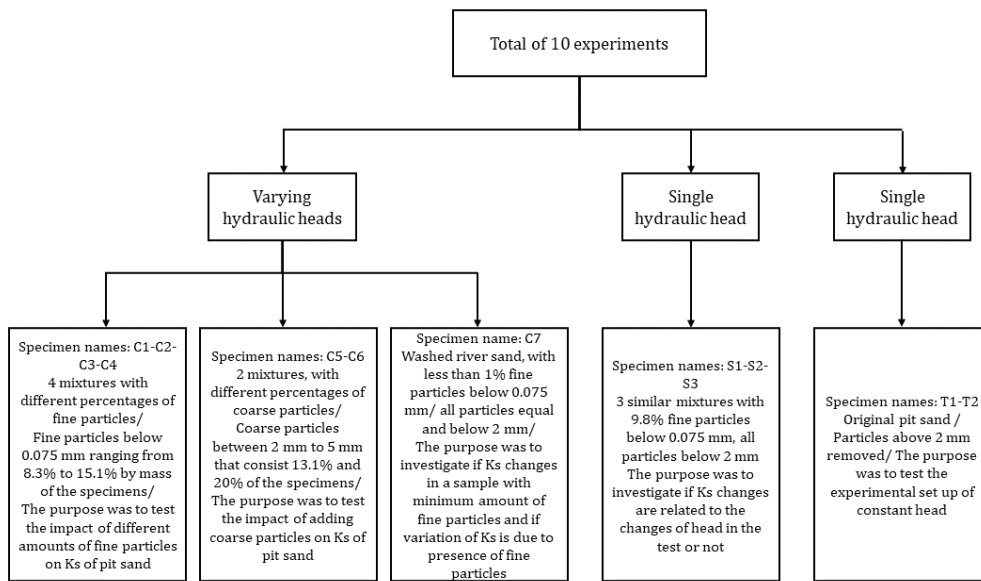 Total of 10 experiments
Varying
hydraulic heads
Single
hydraulic head
Single
hydraulic head
Specimen names: C1-C2-
C3-C4
4 mixtures with
different percentages of
fine particles/
Fine particles below
0.075 mm ranging from
8.3% to 15.1% by mass
of the specimens/
The purpose was to test
the impact of different
amounts of fine particles
on Ks of pit sand
Specimen names: C5-C6
2 mixtures, with
different percentages of
coarse particles/
Coarse particles
between 2 mm to 5 mm
that consist 13.1% and
20% of the specimens/
The purpose was to test
the impact of adding
coarse particles on Ks of
pit sand
Specimen name: C7
Washed river sand, with
less than 1% fine
particles below 0.075
mm/ all particles equal
and below 2 mm/
The purpose was to
investigate if Ks changes
in a sample with
minimum amount of
fine particles and if
variation of Ks is due to
presence of fine
particles
Specimen names: S1-S2-
S3
3 similar mixtures with
9.8% fine particles
below 0.075 mm, all
particles below 2 mm
The purpose was to
investigate if Ks changes
are related to the
changes of head in the
test or not
Specimen names: T1-T2
Original pit sand /
Particles above 2 mm
removed/ The purpose
was to test the
experimental set up of
constant head